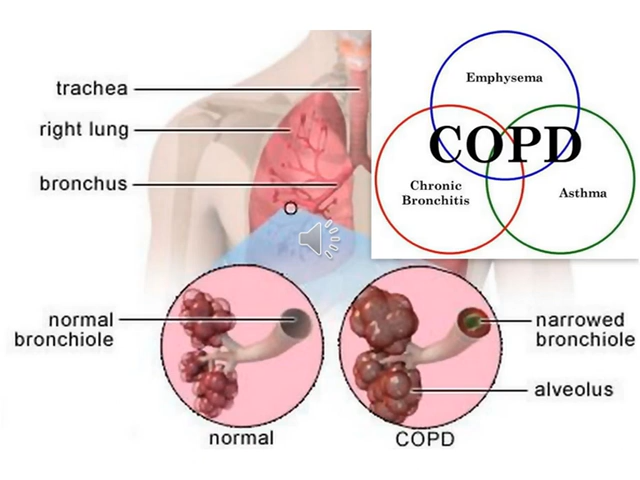 trachea
right lung
bronchus
Emphysema
COPD
Chronic
Bronchitis
Asthma
normal
bronchiole
narrowed
bronchiole
alveolus
normal
COPD